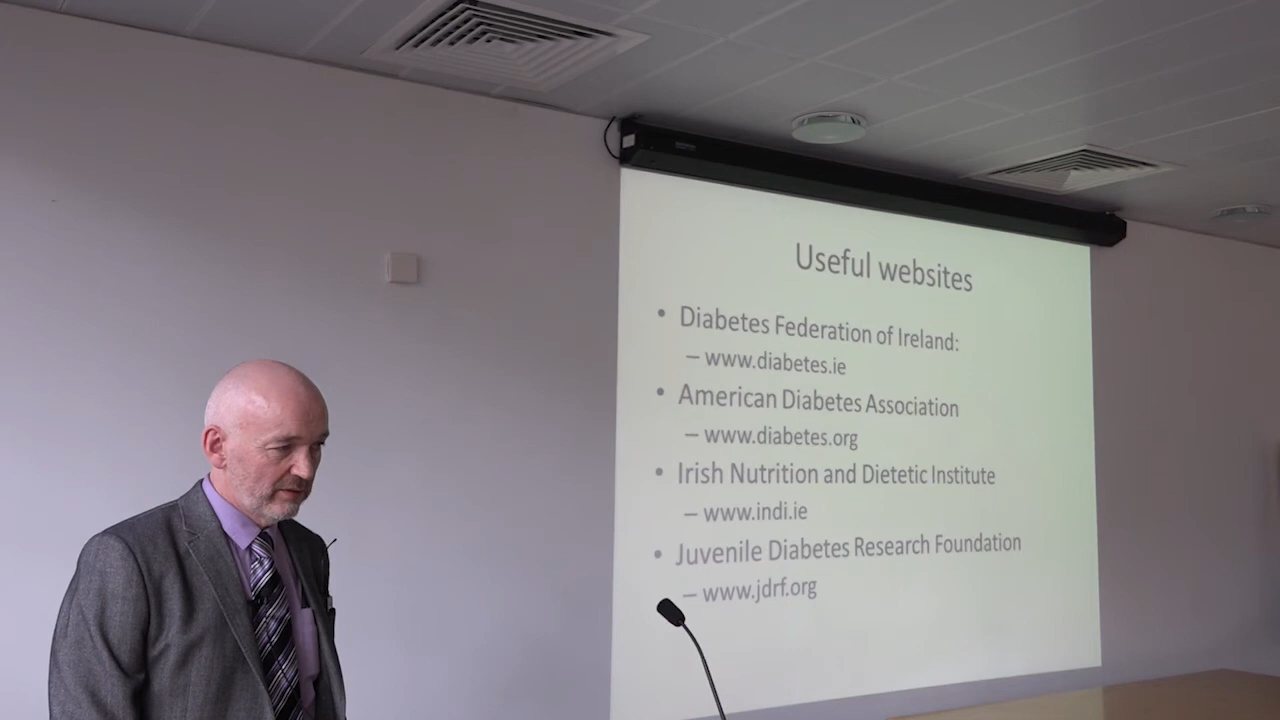 Useful websites
• Diabetes Federation of Ireland:
– www.diabetes.ie
• American Diabetes Association
– www.diabetes.org
• Irish Nutrition and Dietetic Institute
– www.indi.ie
• Juvenile Diabetes Research Foundation
– www.jdrf.org